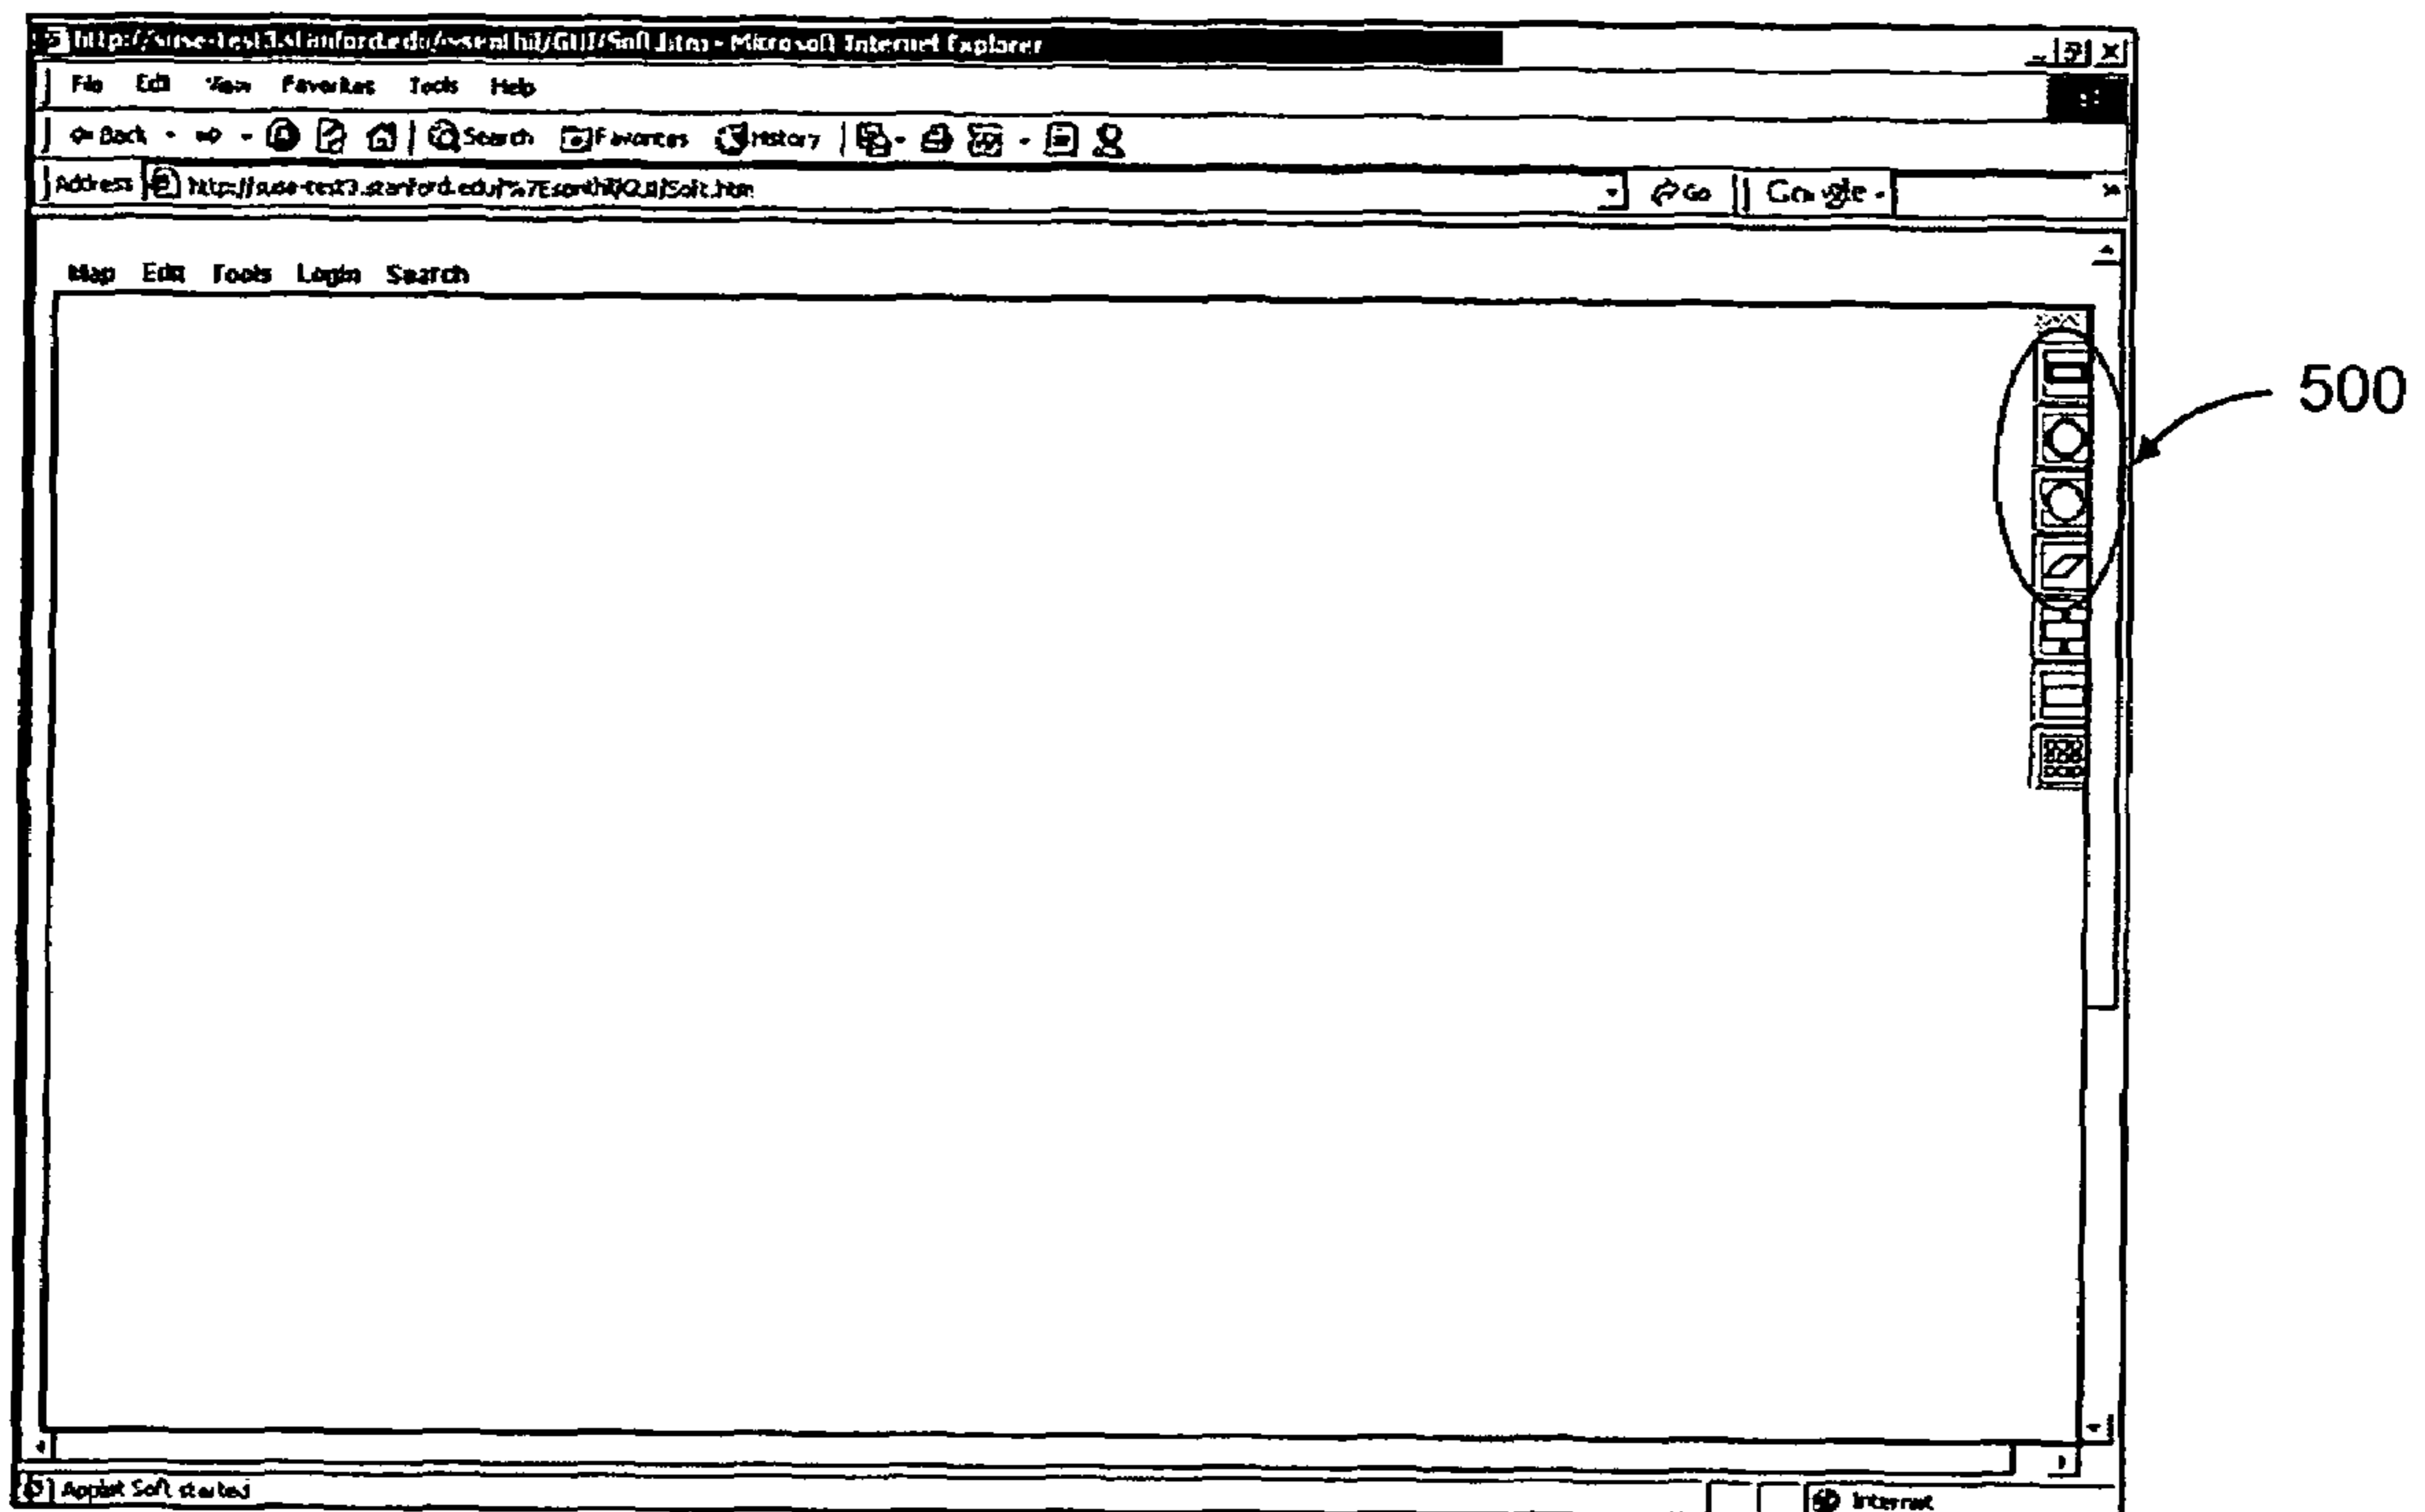 - Microsoft Internet Explorer
File Edit View Favorites Tools Help
Back Search Favorites History
Address Go Google
Map Edit Tools Login Search
500
Applet Soft started Internet